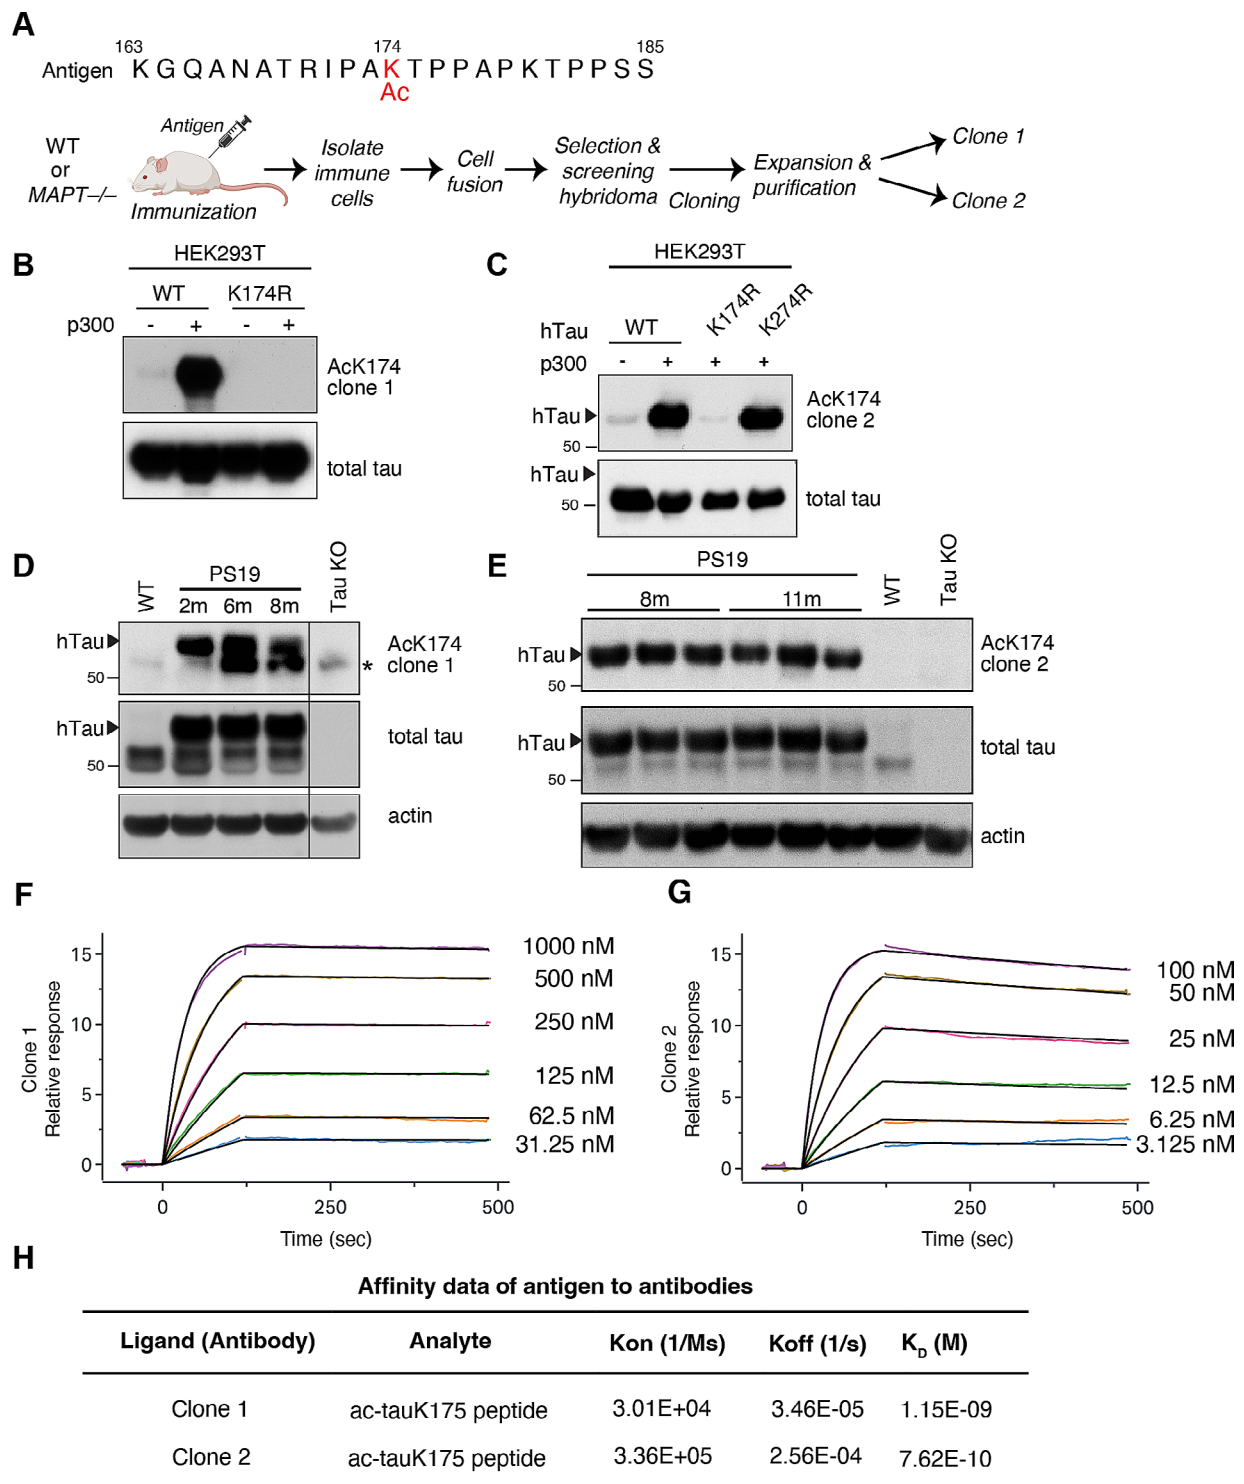 A
163 174 185
Antigen K G Q A N A T R I P A K T P P A P K T P P S S
Ac
WT
or
MAPT–/–
Antigen
Immunization
Isolate
immune
cells
Cell
fusion
Selection &
screening
hybridoma
Cloning
Expansion &
purification
Clone 1
Clone 2
B
HEK293T
WT K174R
p300 - + - +
AcK174
clone 1
total tau
C
HEK293T
hTau WT K174R K274R
p300 - + + +
hTau
50
AcK174
clone 2
hTau
50
total tau
D
WT PS19 Tau KO
2m 6m 8m
hTau
50
AcK174
clone 1
*
hTau
50
total tau
actin
E
PS19 WT Tau KO
8m 11m
hTau
50
AcK174
clone 2
hTau
50
total tau
actin
F
Clone 1
Relative response
15
10
5
0
0 250 500
Time (sec)
1000 nM
500 nM
250 nM
125 nM
62.5 nM
31.25 nM
G
Clone 2
Relative response
15
10
5
0
0 250 500
Time (sec)
100 nM
50 nM
25 nM
12.5 nM
6.25 nM
3.125 nM
H
Affinity data of antigen to antibodies
Ligand (Antibody) Analyte Kon (1/Ms) Koff (1/s) KD (M)
Clone 1 ac-tauK175 peptide 3.01E+04 3.46E-05 1.15E-09
Clone 2 ac-tauK175 peptide 3.36E+05 2.56E-04 7.62E-10